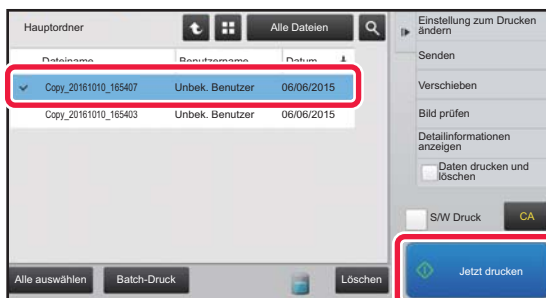 Hauptordner
Alle Dateien
Dateiname Benutzername Datum
Copy_20161010_165407 Unbek. Benutzer 06/06/2015
Copy_20161010_165403 Unbek. Benutzer 06/06/2015
Alle auswählen Batch-Druck Löschen
Einstellung zum Drucken
ändern
Senden
Verschieben
Bild prüfen
Detailinformationen
anzeigen
Daten drucken und
löschen
S/W Druck CA
Jetzt drucken